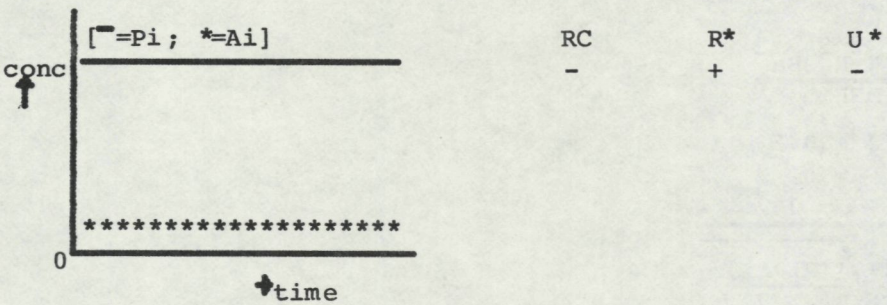 [-=Pi; *=Ai] RC R* U*
conc - + -
*******************
0
time